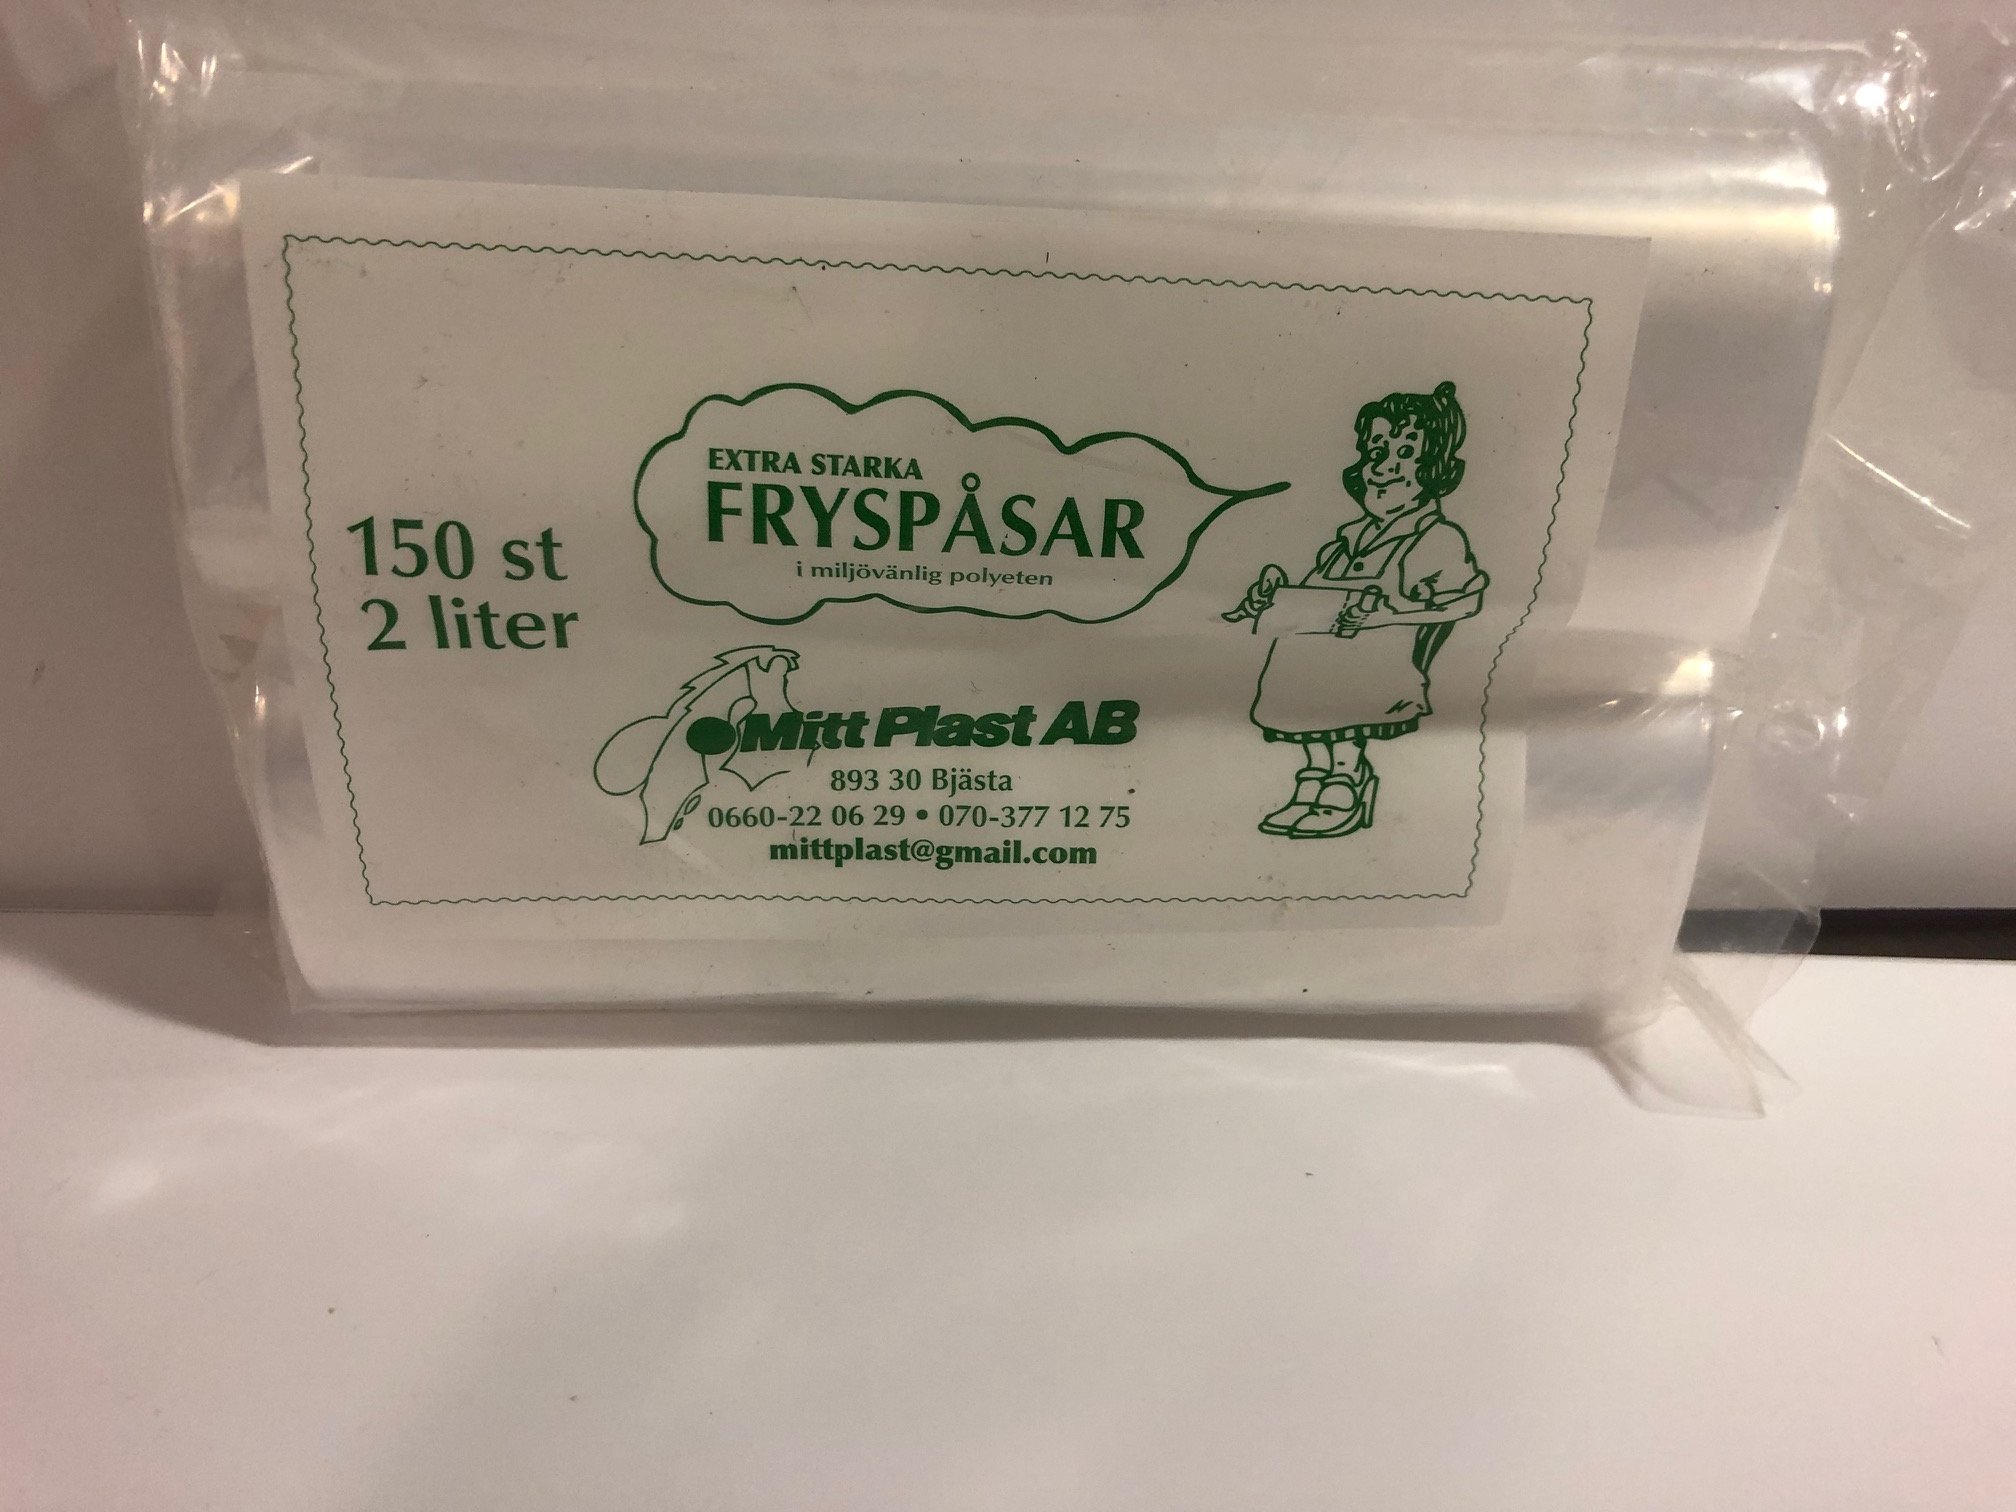 150 st
2 liter
EXTRA STARKA
FRYSPÅSAR
i miljövänlig polyeten
Mitt Plast AB
893 30 Bjästa
0660-22 06 29 • 070-377 12 75
mittplast@gmail.com